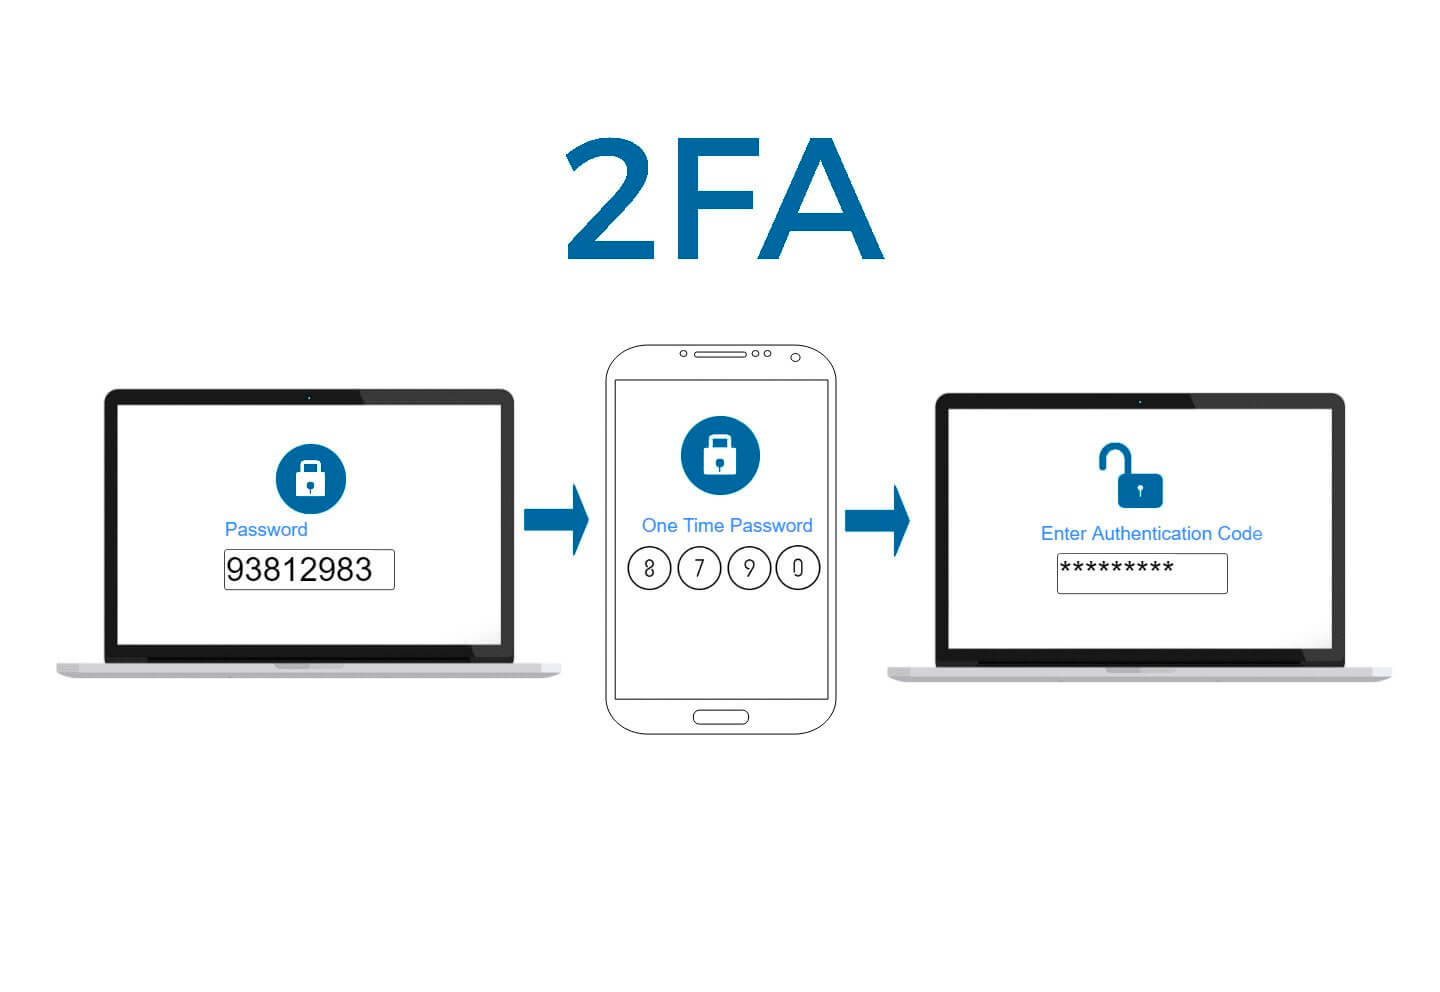 2FA
Password
93812983
One Time Password
8 7 9 0
Enter Authentication Code
*********